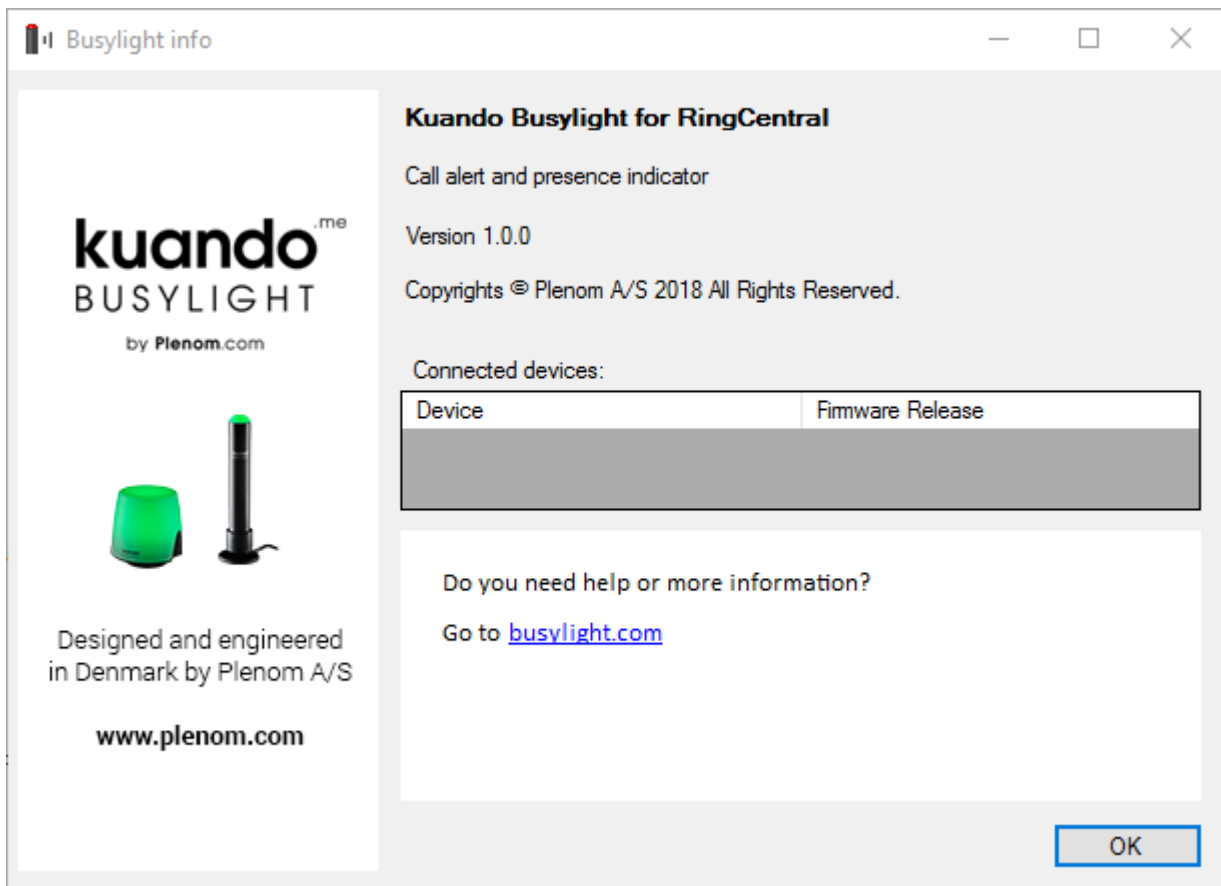 Busylight info
kuando.me
BUSYLIGHT
by Plenom.com
Designed and engineered
in Denmark by Plenom A/S
www.plenom.com
Kuando Busylight for RingCentral
Call alert and presence indicator
Version 1.0.0
Copyrights © Plenom A/S 2018 All Rights Reserved.
Connected devices:
Device Firmware Release
Do you need help or more information?
Go to busylight.com
OK